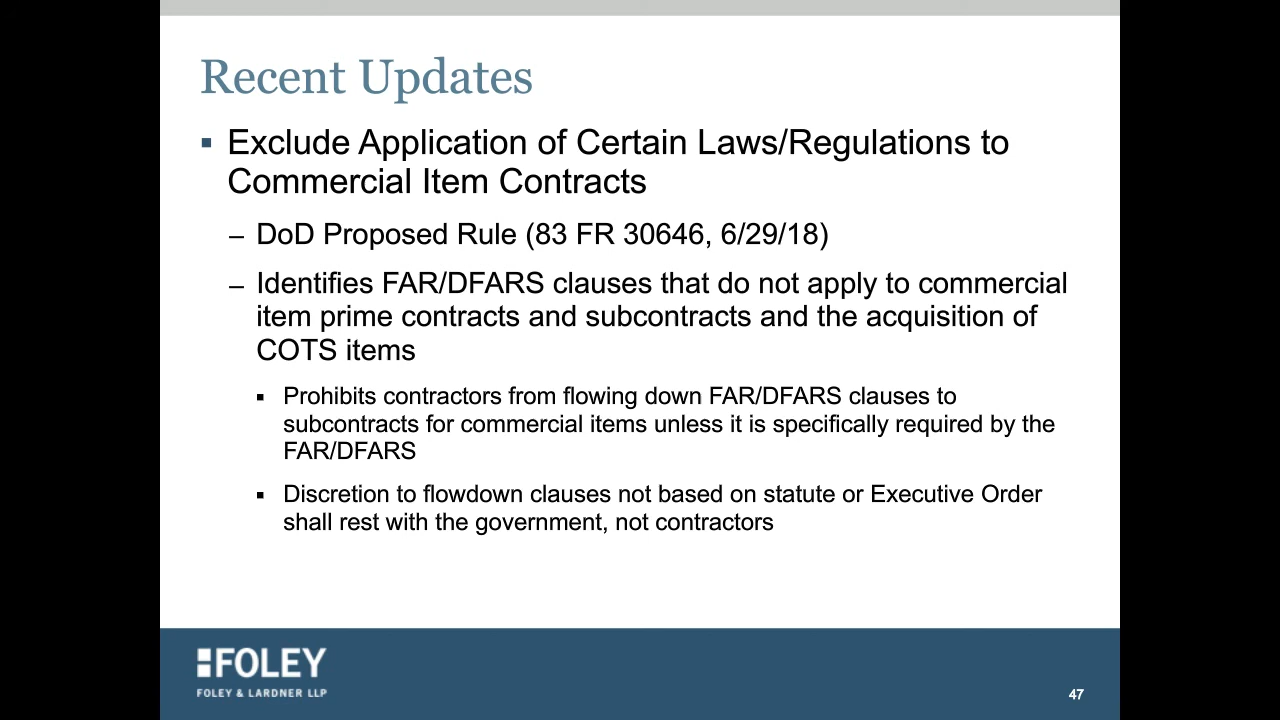 Recent Updates
▪ Exclude Application of Certain Laws/Regulations to
Commercial Item Contracts
– DoD Proposed Rule (83 FR 30646, 6/29/18)
– Identifies FAR/DFARS clauses that do not apply to commercial
item prime contracts and subcontracts and the acquisition of
COTS items
▪ Prohibits contractors from flowing down FAR/DFARS clauses to
subcontracts for commercial items unless it is specifically required by the
FAR/DFARS
▪ Discretion to flowdown clauses not based on statute or Executive Order
shall rest with the government, not contractors
FOLEY
FOLEY & LARDNER LLP
47